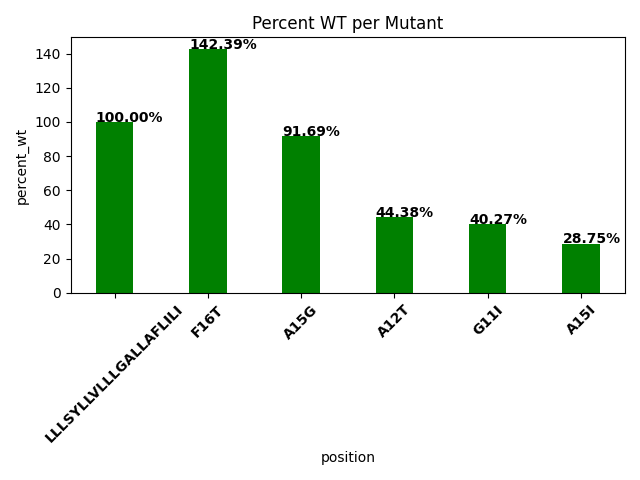 Percent WT per Mutant
percent_wt
140
120
100
80
60
40
20
0
100.00%
142.39%
91.69%
44.38%
40.27%
28.75%
LLLSYLLVLLLGALLAFLILI
F16T
A15G
A12T
G11I
A15I
position